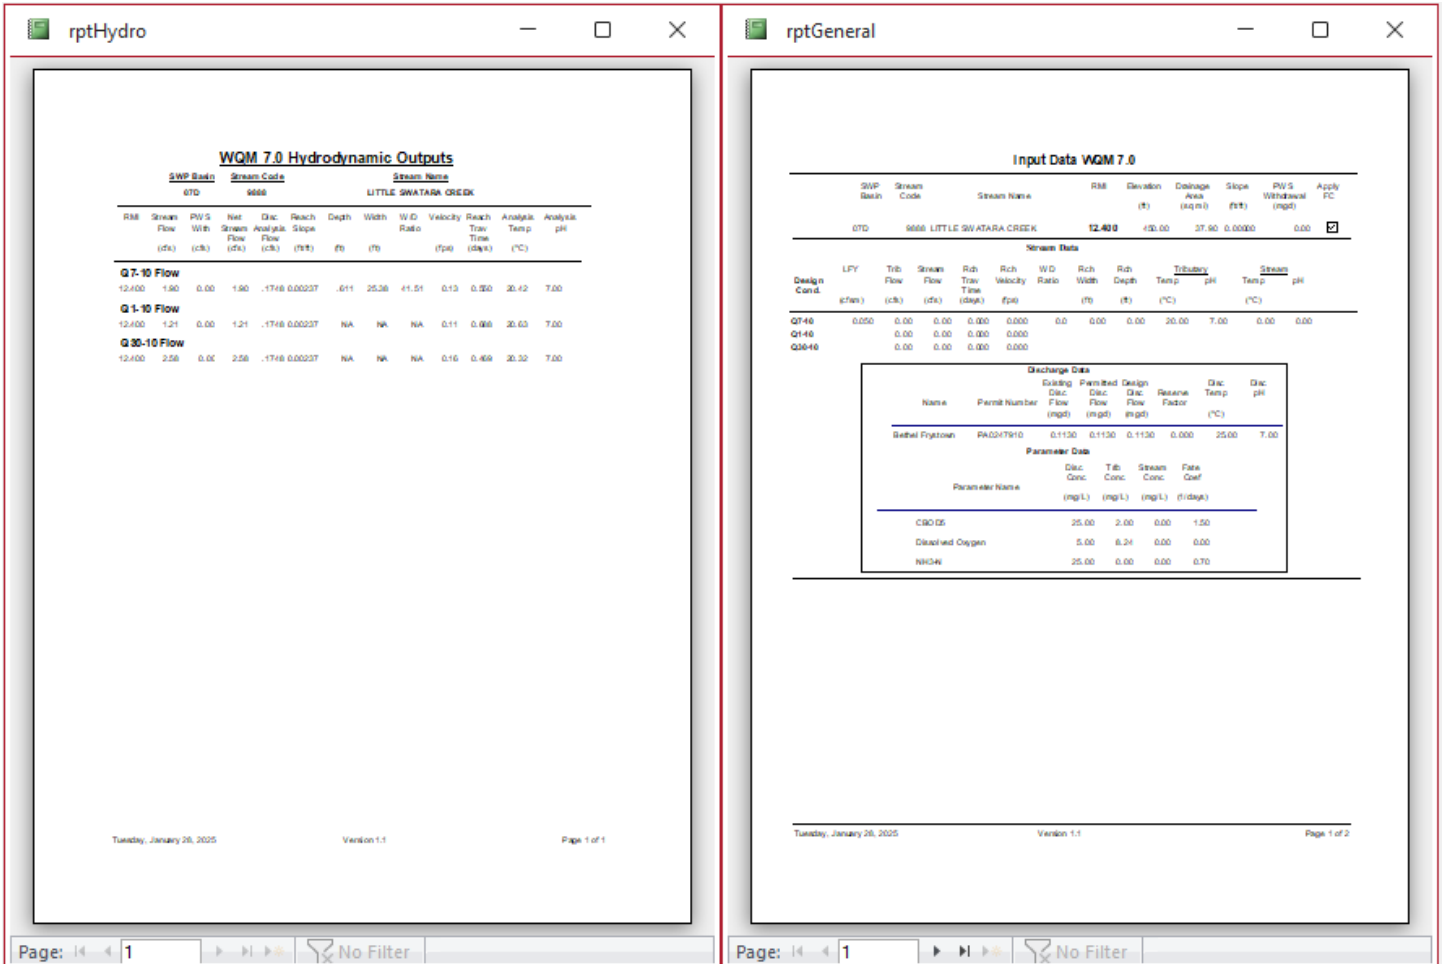 rptHydro
WQM 7.0 Hydrodynamic Outputs
SWP Basin Stream Code Stream Name
07D 9888 LITTLE SWATARA CREEK
RMI Stream Flow PWS With Net Stream Flow Disc Analysis Flow Reach Slope Depth Width W/D Ratio Velocity Reach Trav Time Analysis Temp Analysis pH
(cfs) (cfs) (cfs) (cfs) (ft/ft) (ft) (ft) (fps) (days) (°C)
Q7-10 Flow
12.400 1.90 0.00 1.90 .1748 0.00237 .611 25.38 41.51 0.13 0.550 20.42 7.00
Q1-10 Flow
12.400 1.21 0.00 1.21 .1748 0.00237 NA NA NA 0.11 0.688 20.63 7.00
Q30-10 Flow
12.400 2.58 0.00 2.58 .1748 0.00237 NA NA NA 0.16 0.469 20.32 7.00
Tuesday, January 28, 2025 Version 1.1 Page 1 of 1
Page: 1 No Filter
rptGeneral
Input Data WQM 7.0
SWP Basin Stream Code Stream Name RMI Elevation (ft) Drainage Area (sq mi) Slope (ft/ft) PWS Withdrawal (mgd) Apply FC
07D 9888 LITTLE SWATARA CREEK 12.400 450.00 37.90 0.00000 0.00
Stream Data
Design Cond. LFY Trib Flow Stream Flow Rch Trav Time Rch Velocity WD Ratio Rch Width Rch Depth Tributary Temp pH Stream Temp pH
(cfsm) (cfs) (cfs) (days) (fps) (ft) (ft) (°C) (°C)
Q7-10 0.050 0.00 0.00 0.000 0.000 0.0 0.00 0.00 20.00 7.00 0.00 0.00
Q1-10 0.00 0.00 0.000 0.000
Q30-10 0.00 0.00 0.000 0.000
Discharge Data
Name Permit Number Existing Disc Flow (mgd) Permitted Disc Flow (mgd) Design Disc Flow (mgd) Reserve Factor Disc Temp (°C) Disc pH
Bethel Frystown PA0247910 0.1130 0.1130 0.1130 0.000 25.00 7.00
Parameter Data
Parameter Name Disc Conc (mg/L) Trib Conc (mg/L) Stream Conc (mg/L) Fate Coef (1/days)
CBOD5 25.00 2.00 0.00 1.50
Dissolved Oxygen 5.00 8.24 0.00 0.00
NH3-N 25.00 0.00 0.00 0.70
Tuesday, January 28, 2025 Version 1.1 Page 1 of 2
Page: 1 No Filter